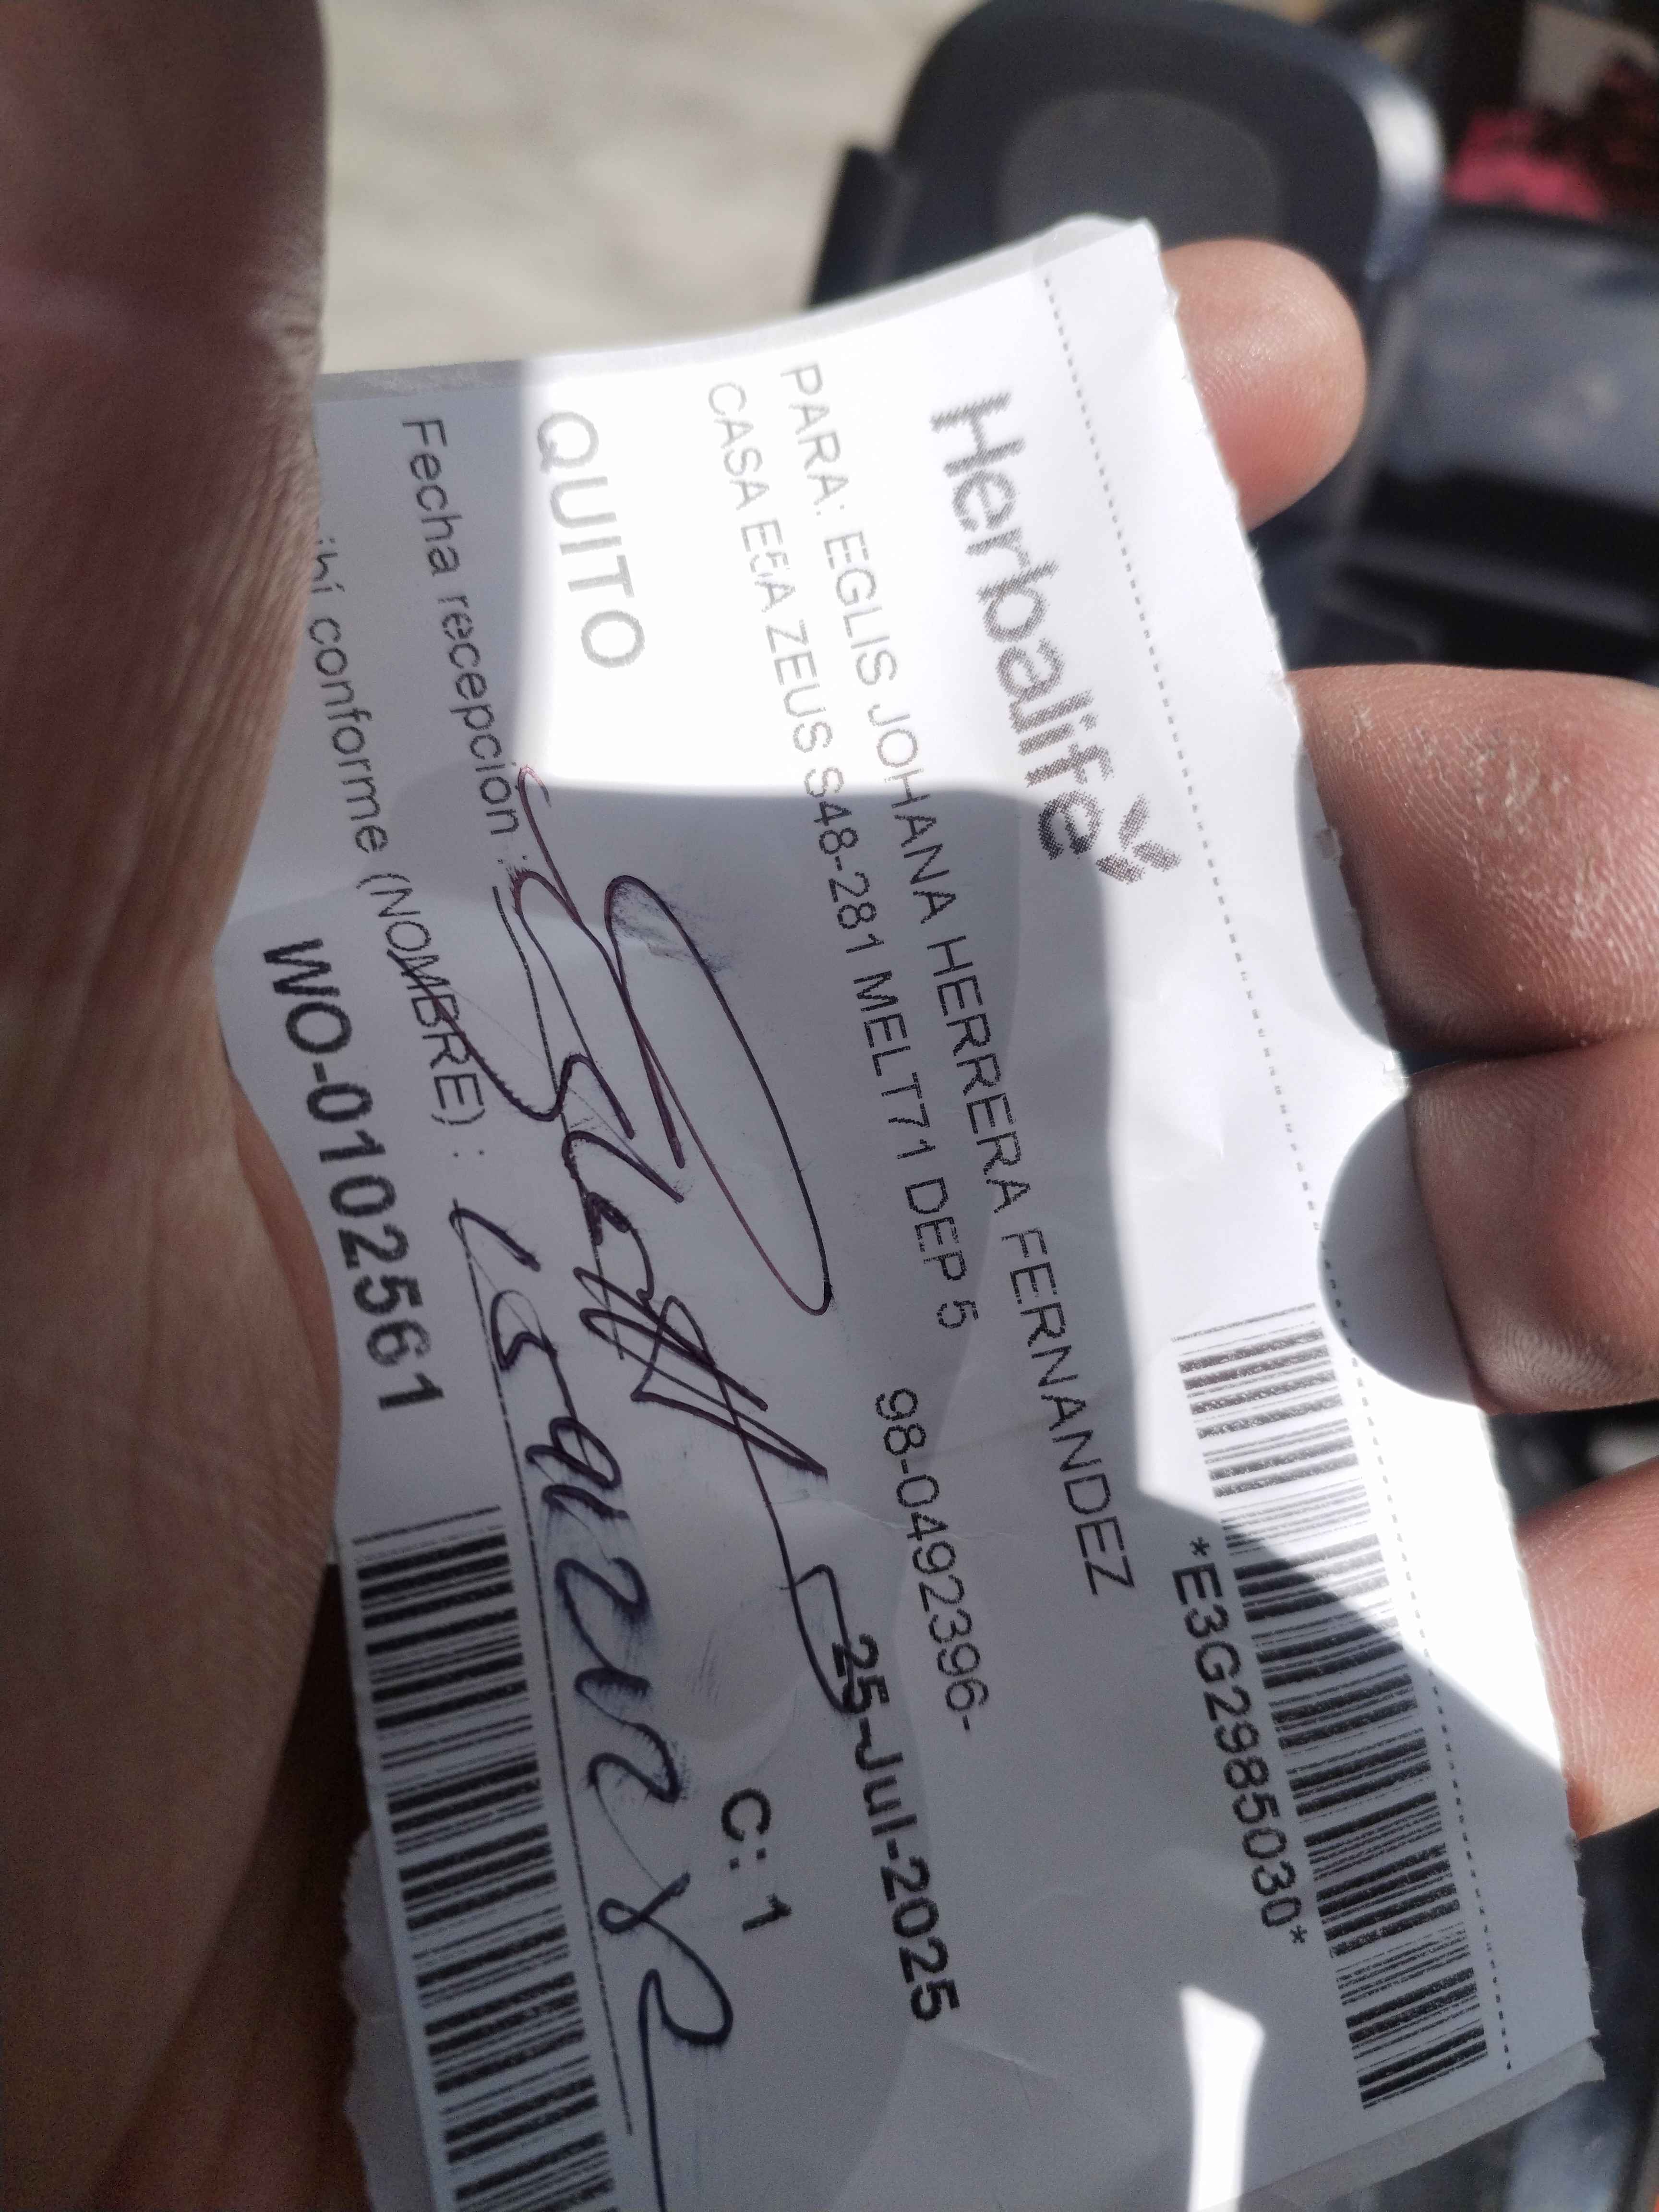 *E3G2985030*
Herbalife
PARA: EGLIS JOHANA HERRERA FERNANDEZ
CASA E5A ZEUS S48-281 MELT71 DEP 5 98-0492396-
25-Jul-2025
QUITO C: 1
Fecha recepción :
ibí conforme (NOMBRE) :
WO-0102561